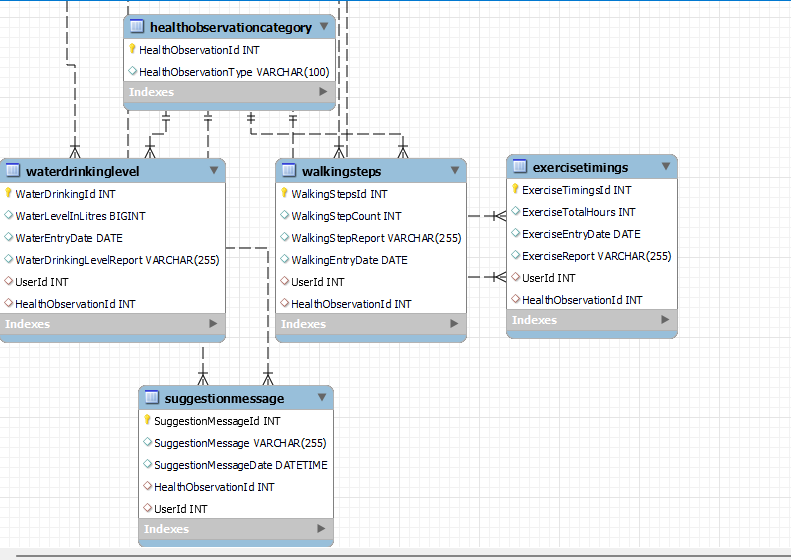 healthobservationcategory
HealthObservationId INT
HealthObservationType VARCHAR(100)
Indexes
waterdrinkinglevel
WaterDrinkingId INT
WaterLevelInLitres BIGINT
WaterEntryDate DATE
WaterDrinkingLevelReport VARCHAR(255)
UserId INT
HealthObservationId INT
Indexes
walkingsteps
WalkingStepsId INT
WalkingStepCount INT
WalkingStepReport VARCHAR(255)
WalkingEntryDate DATE
UserId INT
HealthObservationId INT
Indexes
exercisetimings
ExerciseTimingsId INT
ExerciseTotalHours INT
ExerciseEntryDate DATE
ExerciseReport VARCHAR(255)
UserId INT
HealthObservationId INT
Indexes
suggestionmessage
SuggestionMessageId INT
SuggestionMessage VARCHAR(255)
SuggestionMessageDate DATETIME
HealthObservationId INT
UserId INT
Indexes